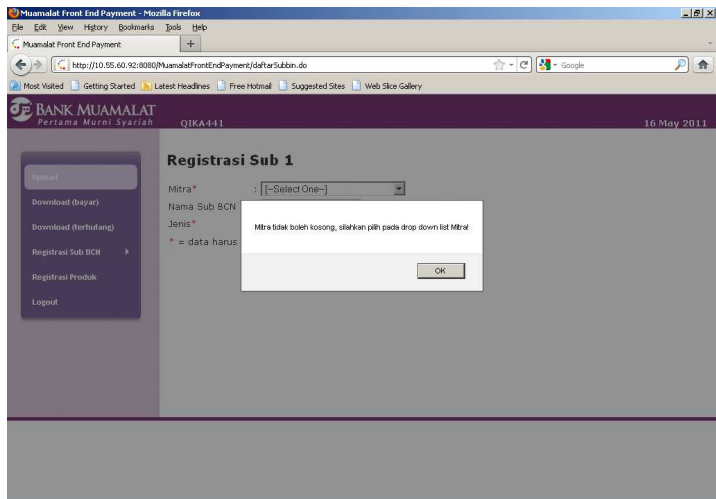 Muamalat Front End Payment - Mozilla Firefox
File Edit View History Bookmarks Tools Help
Muamalat Front End Payment
http://10.55.60.92:8080/MuamalatFrontEndPayment/daftarSubbin.do
Google
Most Visited Getting Started Latest Headlines Free Hotmail Suggested Sites Web Slice Gallery
BANK MUAMALAT
Pertama Murni Syariah
QIKA441
16 May 2011
Upload
Download (bayar)
Download (terhutang)
Registrasi Sub BCN
Registrasi Produk
Logout
Registrasi Sub 1
Mitra* : [--Select One--]
Nama Sub BCN
Jenis*
* = data harus
Mitra tidak boleh kosong, silahkan pilih pada drop down list Mitra!
OK